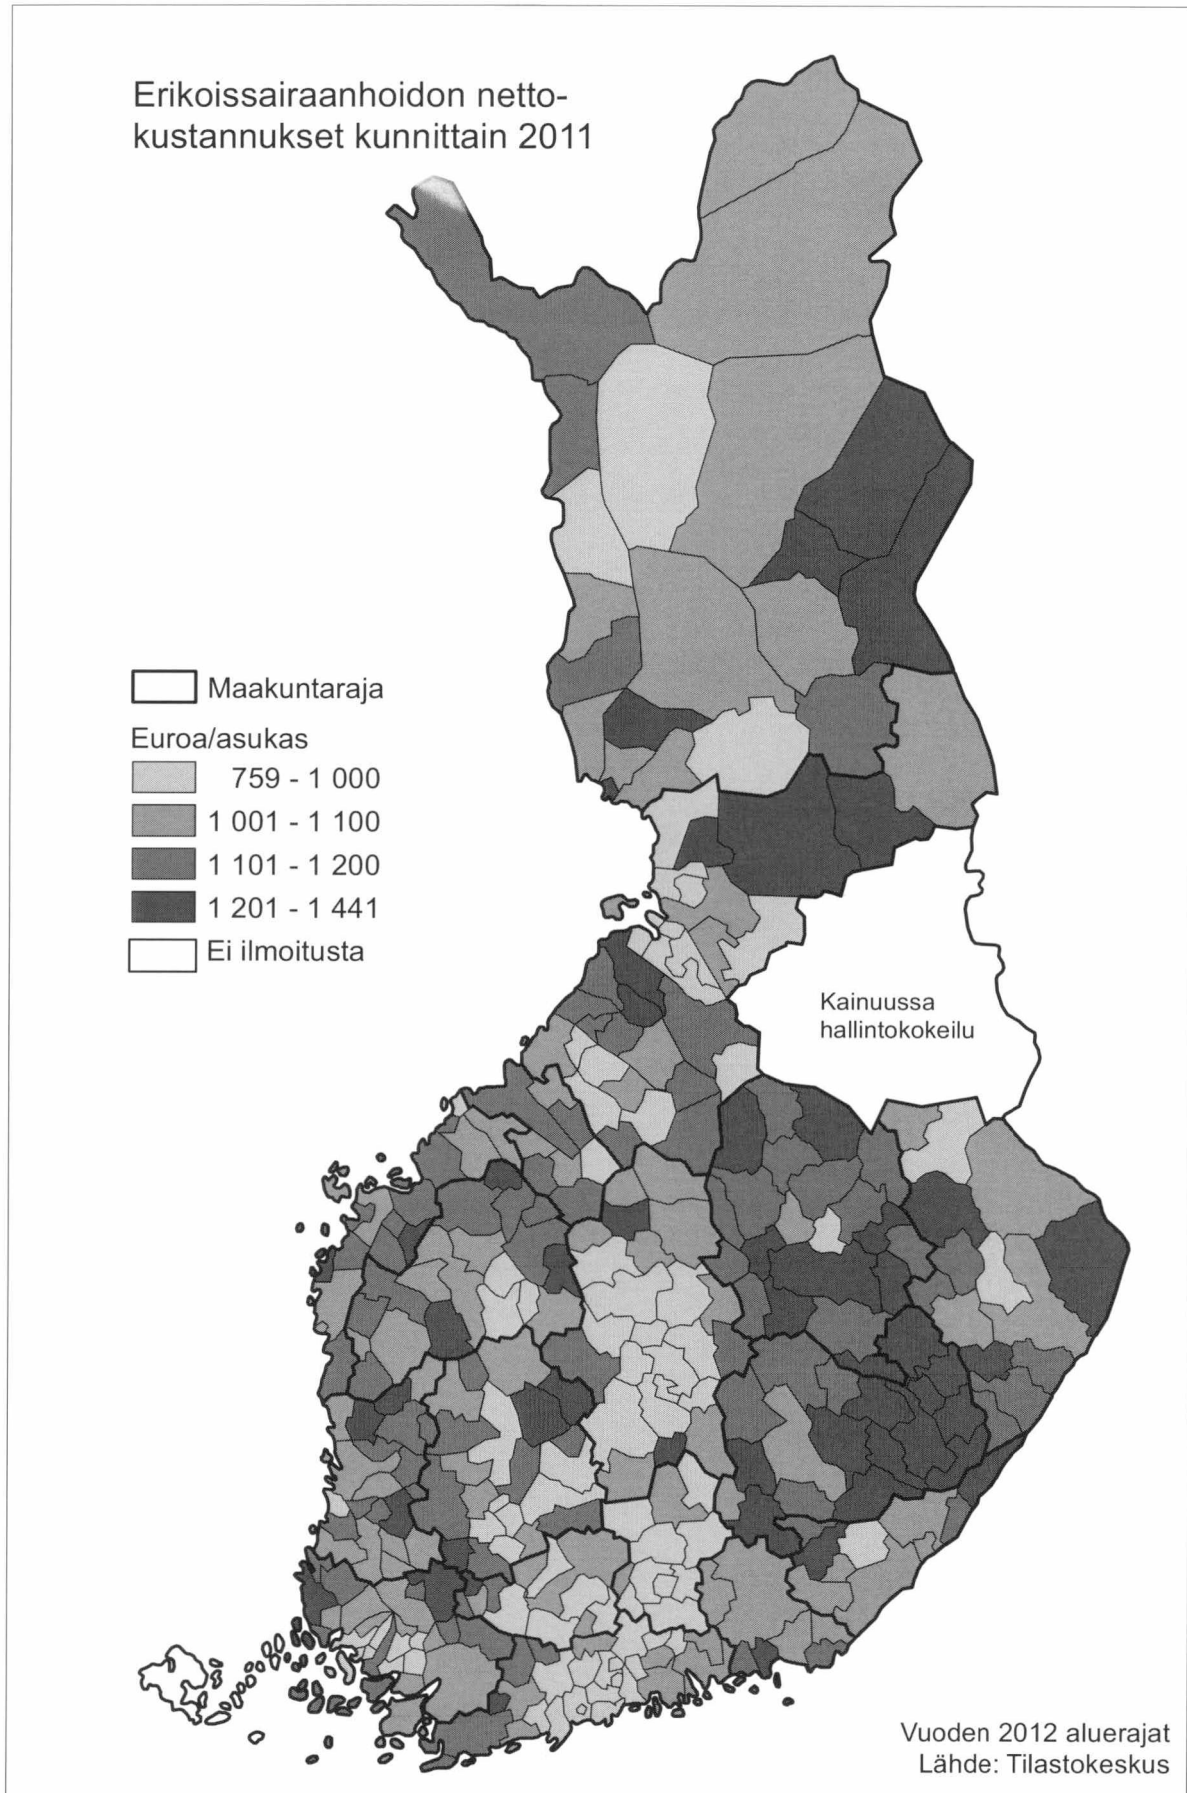 Erikoissairaanhoidon netto-
kustannukset kunnittain 2011
Maakuntaraja
Euroa/asukas
759 - 1 000
1 001 - 1 100
1 101 - 1 200
1 201 - 1 441
Ei ilmoitusta
Kainuussa
hallintokokeilu
Vuoden 2012 aluerajat
Lähde: Tilastokeskus